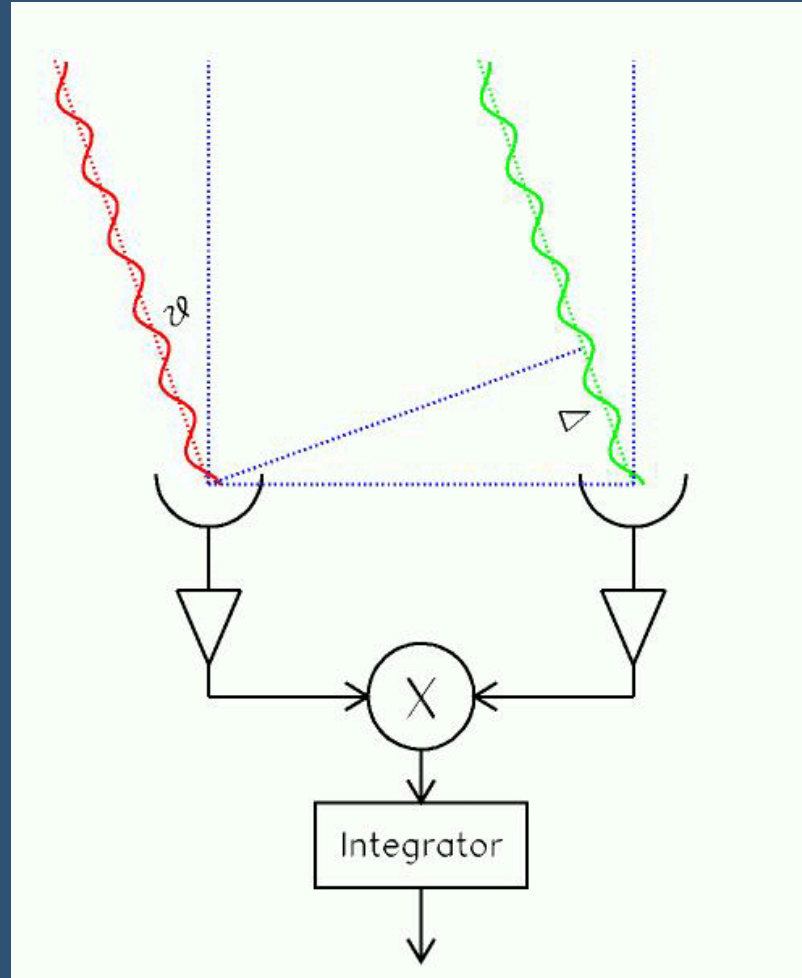 ϑ
Δ
X
Integrator